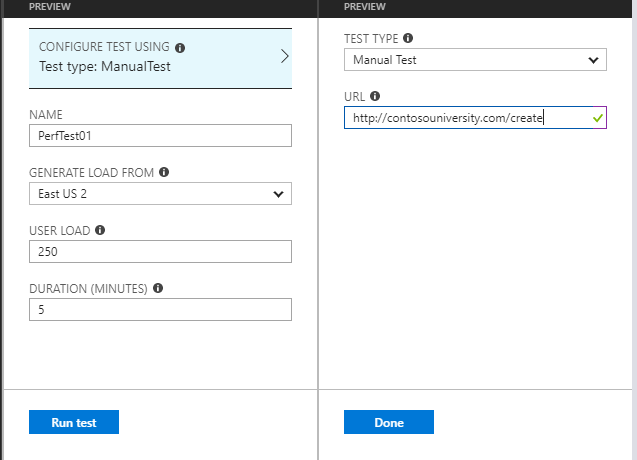 PREVIEW
CONFIGURE TEST USING
Test type: ManualTest
NAME
PerfTest01
GENERATE LOAD FROM
East US 2
USER LOAD
250
DURATION (MINUTES)
5
Run test
PREVIEW
TEST TYPE
Manual Test
URL
http://contosouniversity.com/create
Done